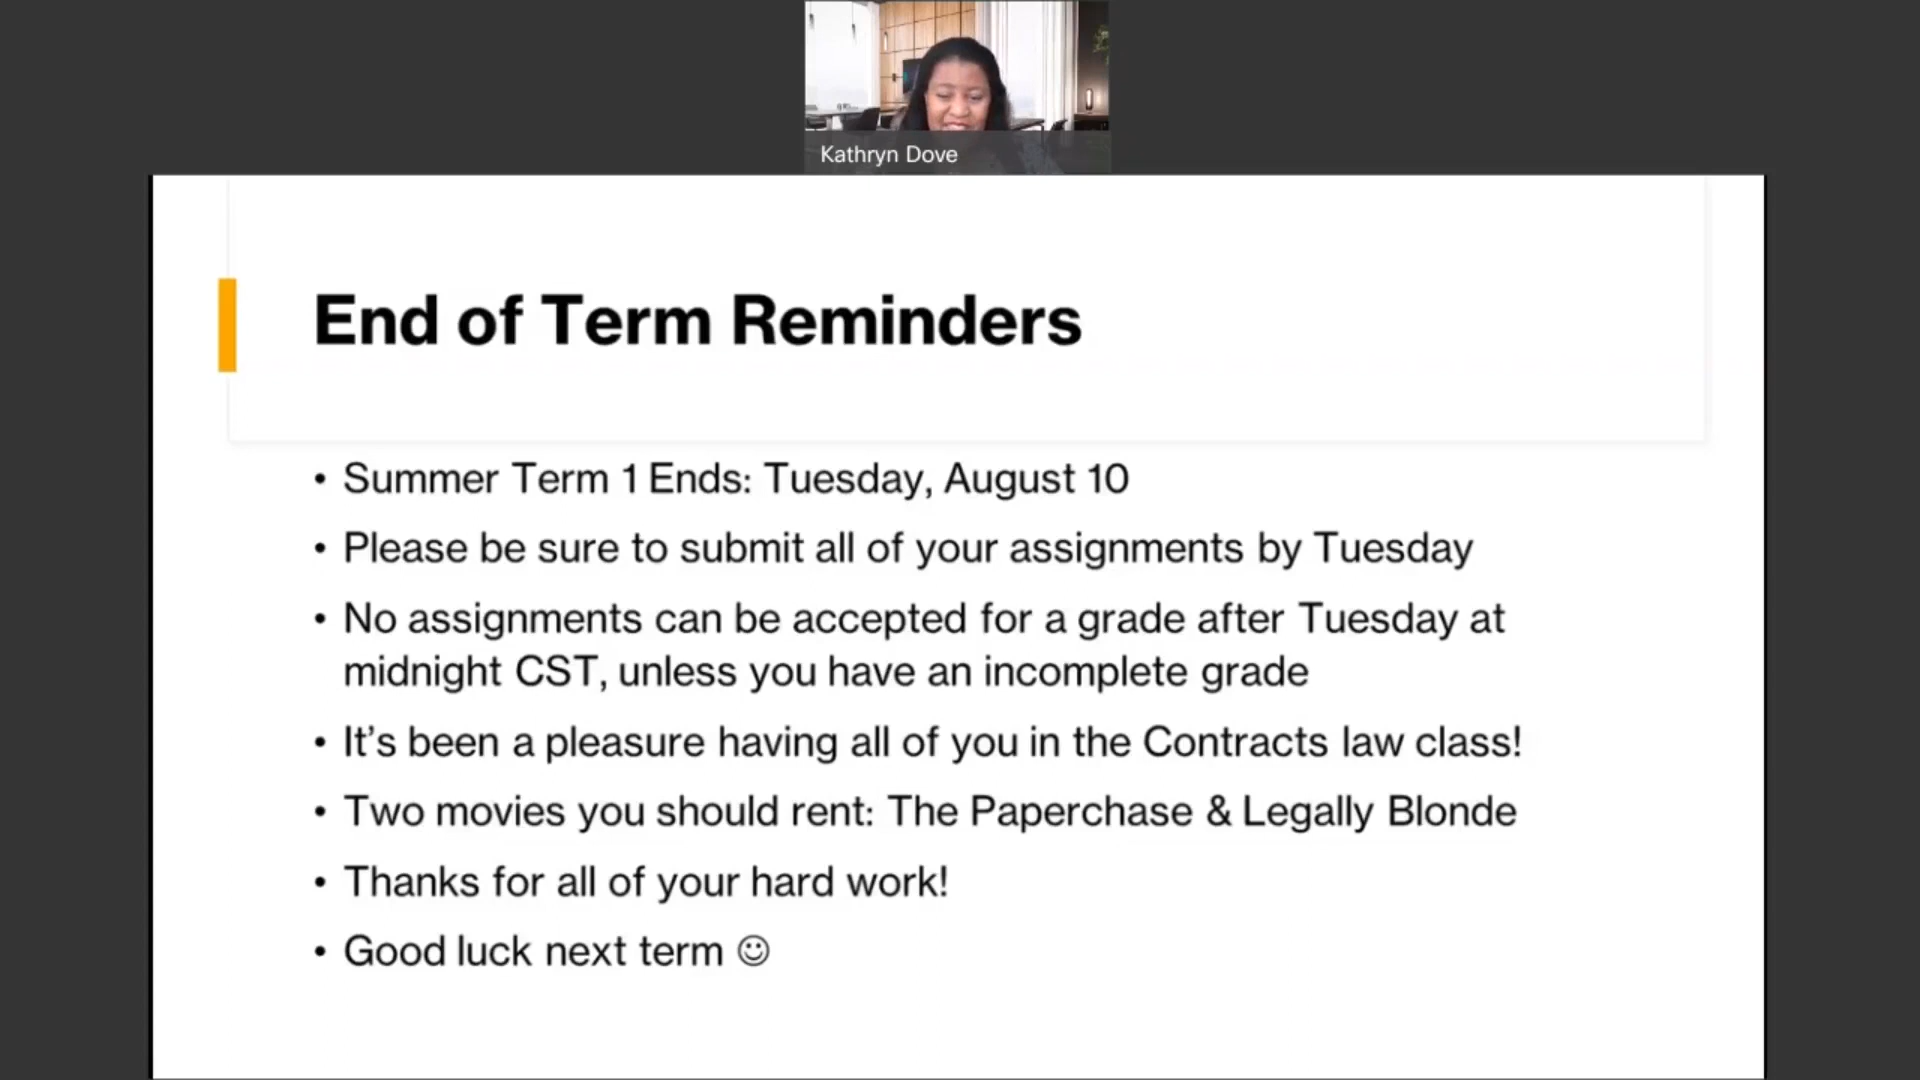 Kathryn Dove
End of Term Reminders
• Summer Term 1 Ends: Tuesday, August 10
• Please be sure to submit all of your assignments by Tuesday
• No assignments can be accepted for a grade after Tuesday at
midnight CST, unless you have an incomplete grade
• It’s been a pleasure having all of you in the Contracts law class!
• Two movies you should rent: The Paperchase & Legally Blonde
• Thanks for all of your hard work!
• Good luck next term ☺